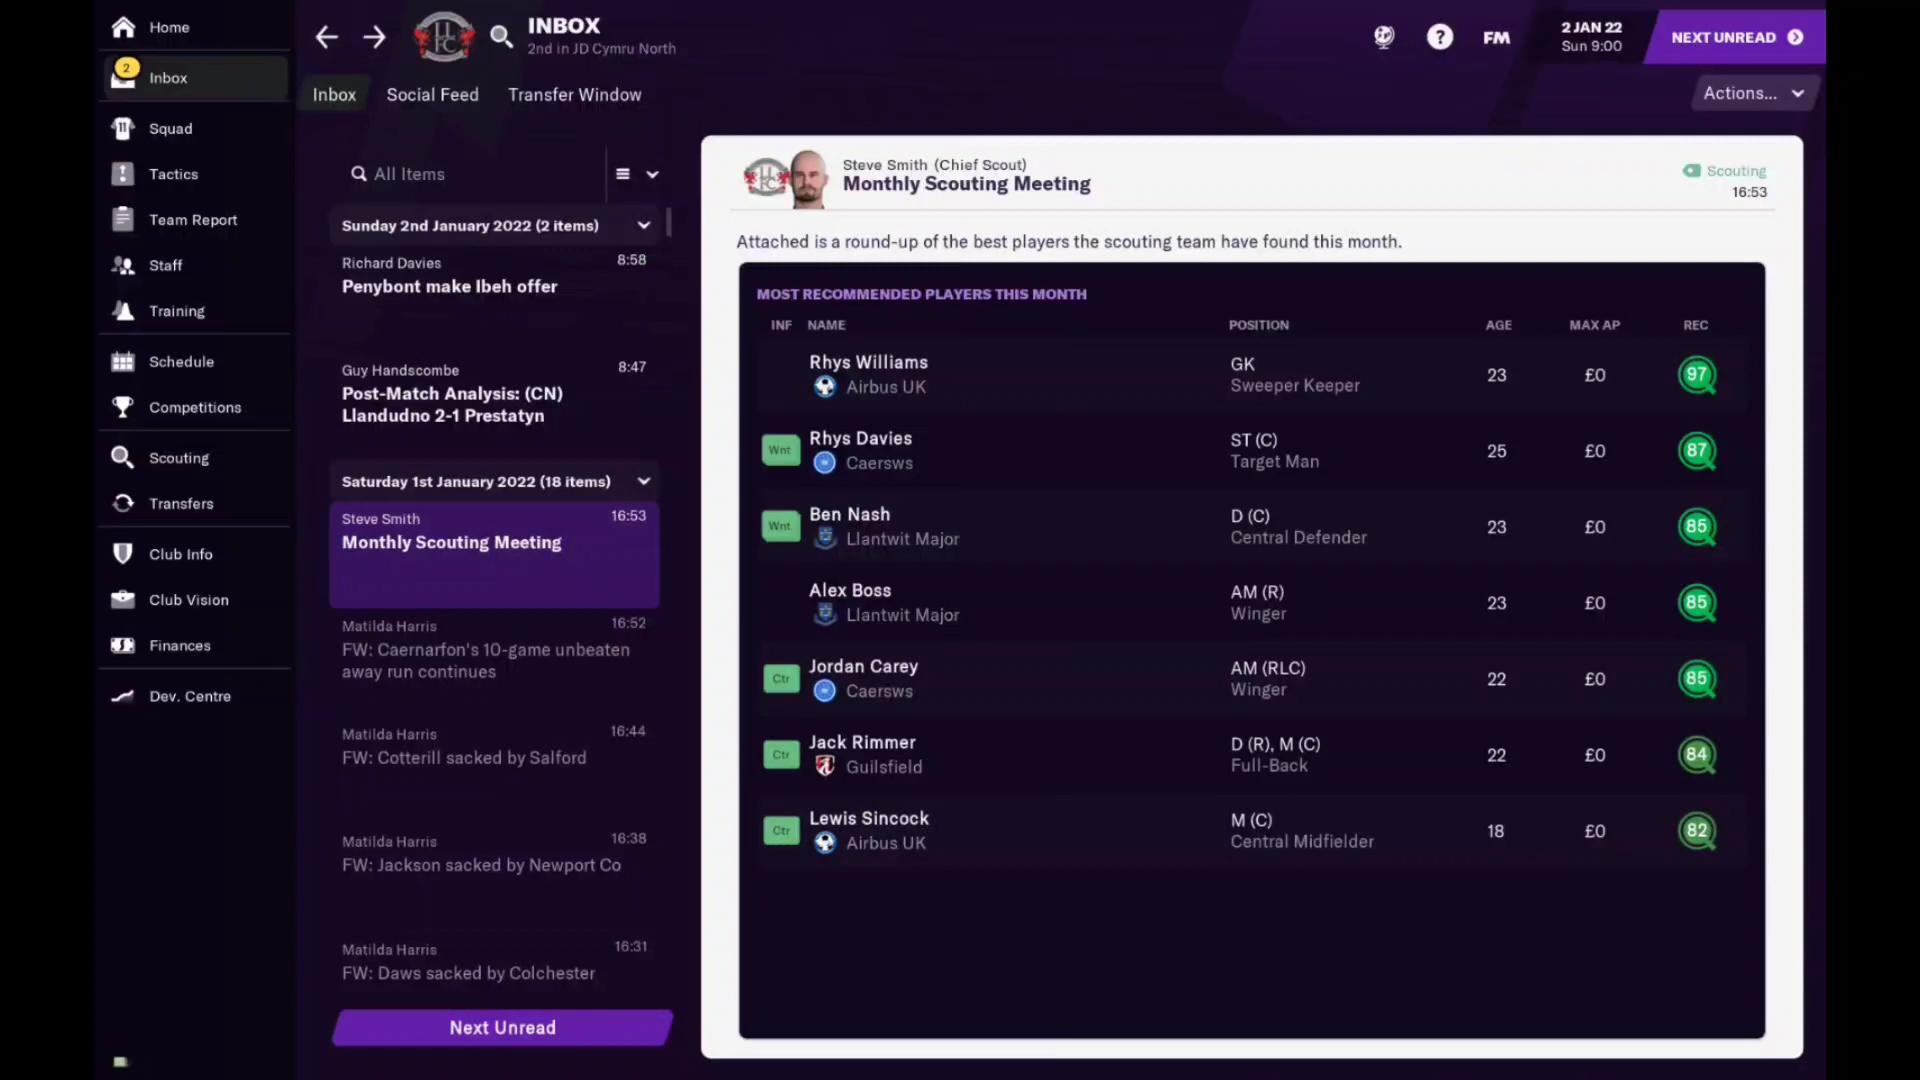 Home
2
Inbox
Squad
Tactics
Team Report
Staff
Training
Schedule
Competitions
Scouting
Transfers
Club Info
Club Vision
Finances
Dev. Centre
INBOX
2nd in JD Cymru North
?
FM
2 JAN 22
Sun 9:00
NEXT UNREAD
Inbox Social Feed Transfer Window
Actions...
All Items
Sunday 2nd January 2022 (2 items)
Richard Davies 8:58
Penybont make Ibeh offer
Guy Handscombe 8:47
Post-Match Analysis: (CN)
Llandudno 2-1 Prestatyn
Saturday 1st January 2022 (18 items)
Steve Smith 16:53
Monthly Scouting Meeting
Matilda Harris 16:52
FW: Caernarfon's 10-game unbeaten
away run continues
Matilda Harris 16:44
FW: Cotterill sacked by Salford
Matilda Harris 16:38
FW: Jackson sacked by Newport Co
Matilda Harris 16:31
FW: Daws sacked by Colchester
Next Unread
Steve Smith (Chief Scout)
Monthly Scouting Meeting
Scouting
16:53
Attached is a round-up of the best players the scouting team have found this month.
MOST RECOMMENDED PLAYERS THIS MONTH
INF NAME POSITION AGE MAX AP REC
Rhys Williams GK
Airbus UK Sweeper Keeper 23 £0 97
Wnt Rhys Davies ST (C)
Caersws Target Man 25 £0 87
Wnt Ben Nash D (C)
Llantwit Major Central Defender 23 £0 85
Alex Boss AM (R)
Llantwit Major Winger 23 £0 85
Ctr Jordan Carey AM (RLC)
Caersws Winger 22 £0 85
Ctr Jack Rimmer D (R), M (C)
Guilsfield Full-Back 22 £0 84
Ctr Lewis Sincock M (C)
Airbus UK Central Midfielder 18 £0 82